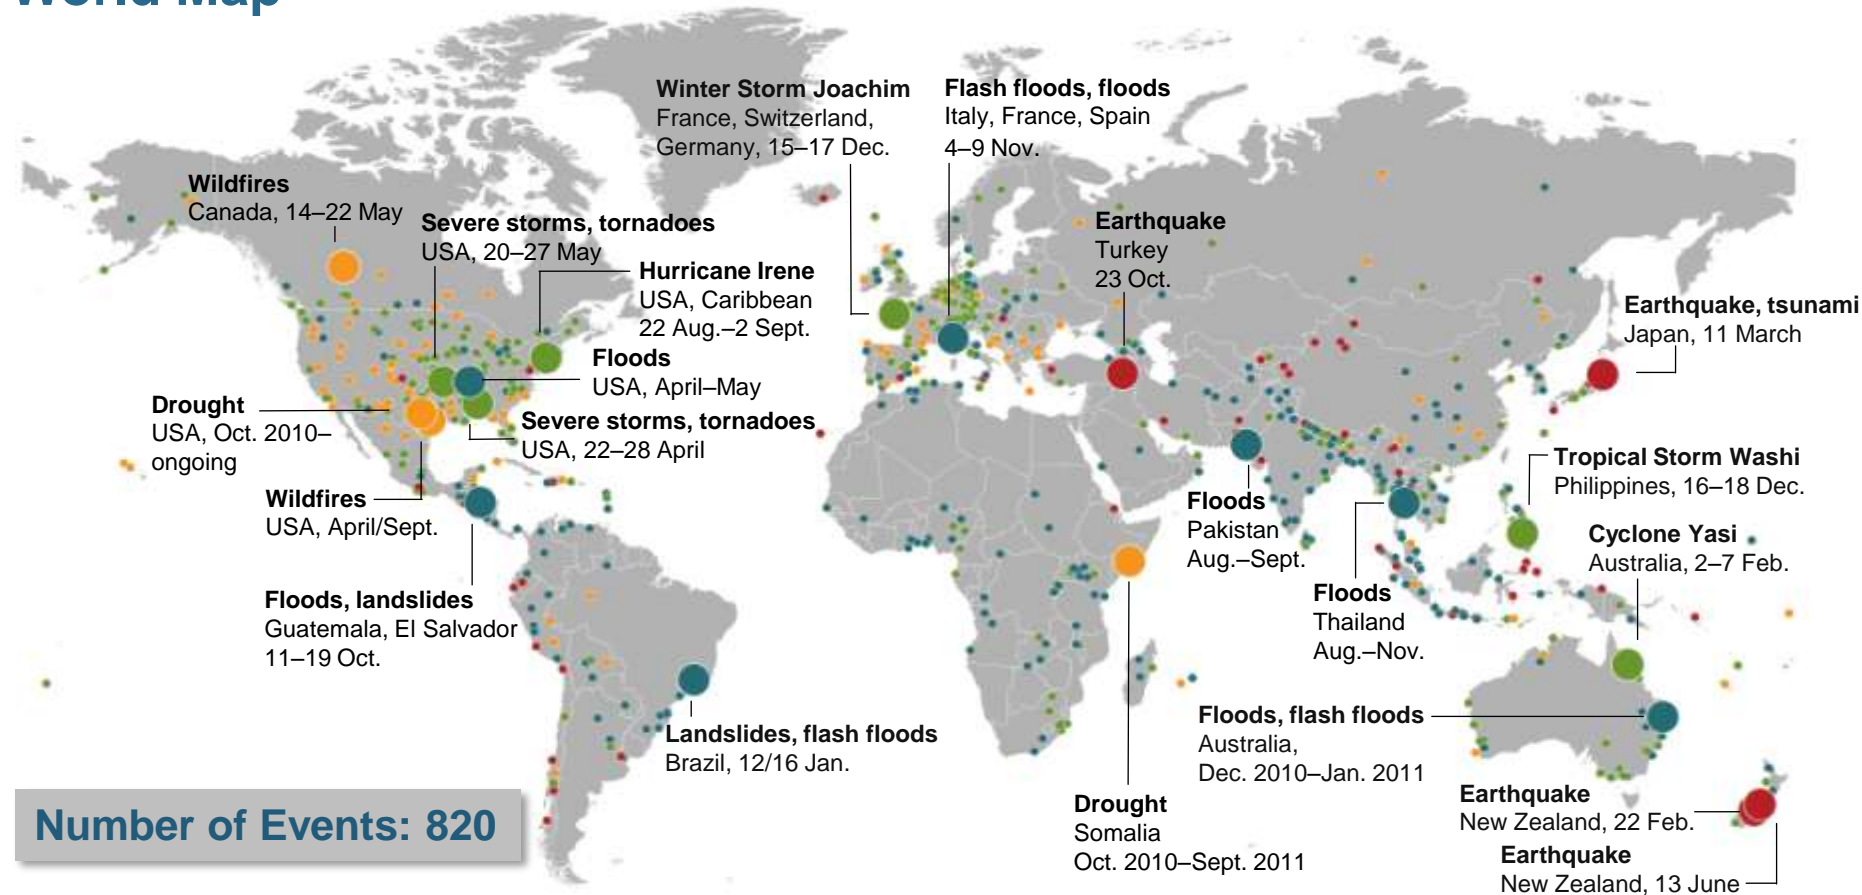 World Map
Winter Storm Joachim
France, Switzerland,
Germany, 15–17 Dec.
Flash floods, floods
Italy, France, Spain
4–9 Nov.
Wildfires
Canada, 14–22 May
Severe storms, tornadoes
USA, 20–27 May
Earthquake
Turkey
23 Oct.
Hurricane Irene
USA, Caribbean
22 Aug.–2 Sept.
Earthquake, tsunami
Japan, 11 March
Floods
USA, April–May
Drought
USA, Oct. 2010–
ongoing
Severe storms, tornadoes
USA, 22–28 April
Tropical Storm Washi
Philippines, 16–18 Dec.
Wildfires
USA, April/Sept.
Floods
Pakistan
Aug.–Sept.
Cyclone Yasi
Australia, 2–7 Feb.
Floods, landslides
Guatemala, El Salvador
11–19 Oct.
Floods
Thailand
Aug.–Nov.
Landslides, flash floods
Brazil, 12/16 Jan.
Floods, flash floods
Australia,
Dec. 2010–Jan. 2011
Drought
Somalia
Oct. 2010–Sept. 2011
Earthquake
New Zealand, 22 Feb.
Earthquake
New Zealand, 13 June
Number of Events: 820